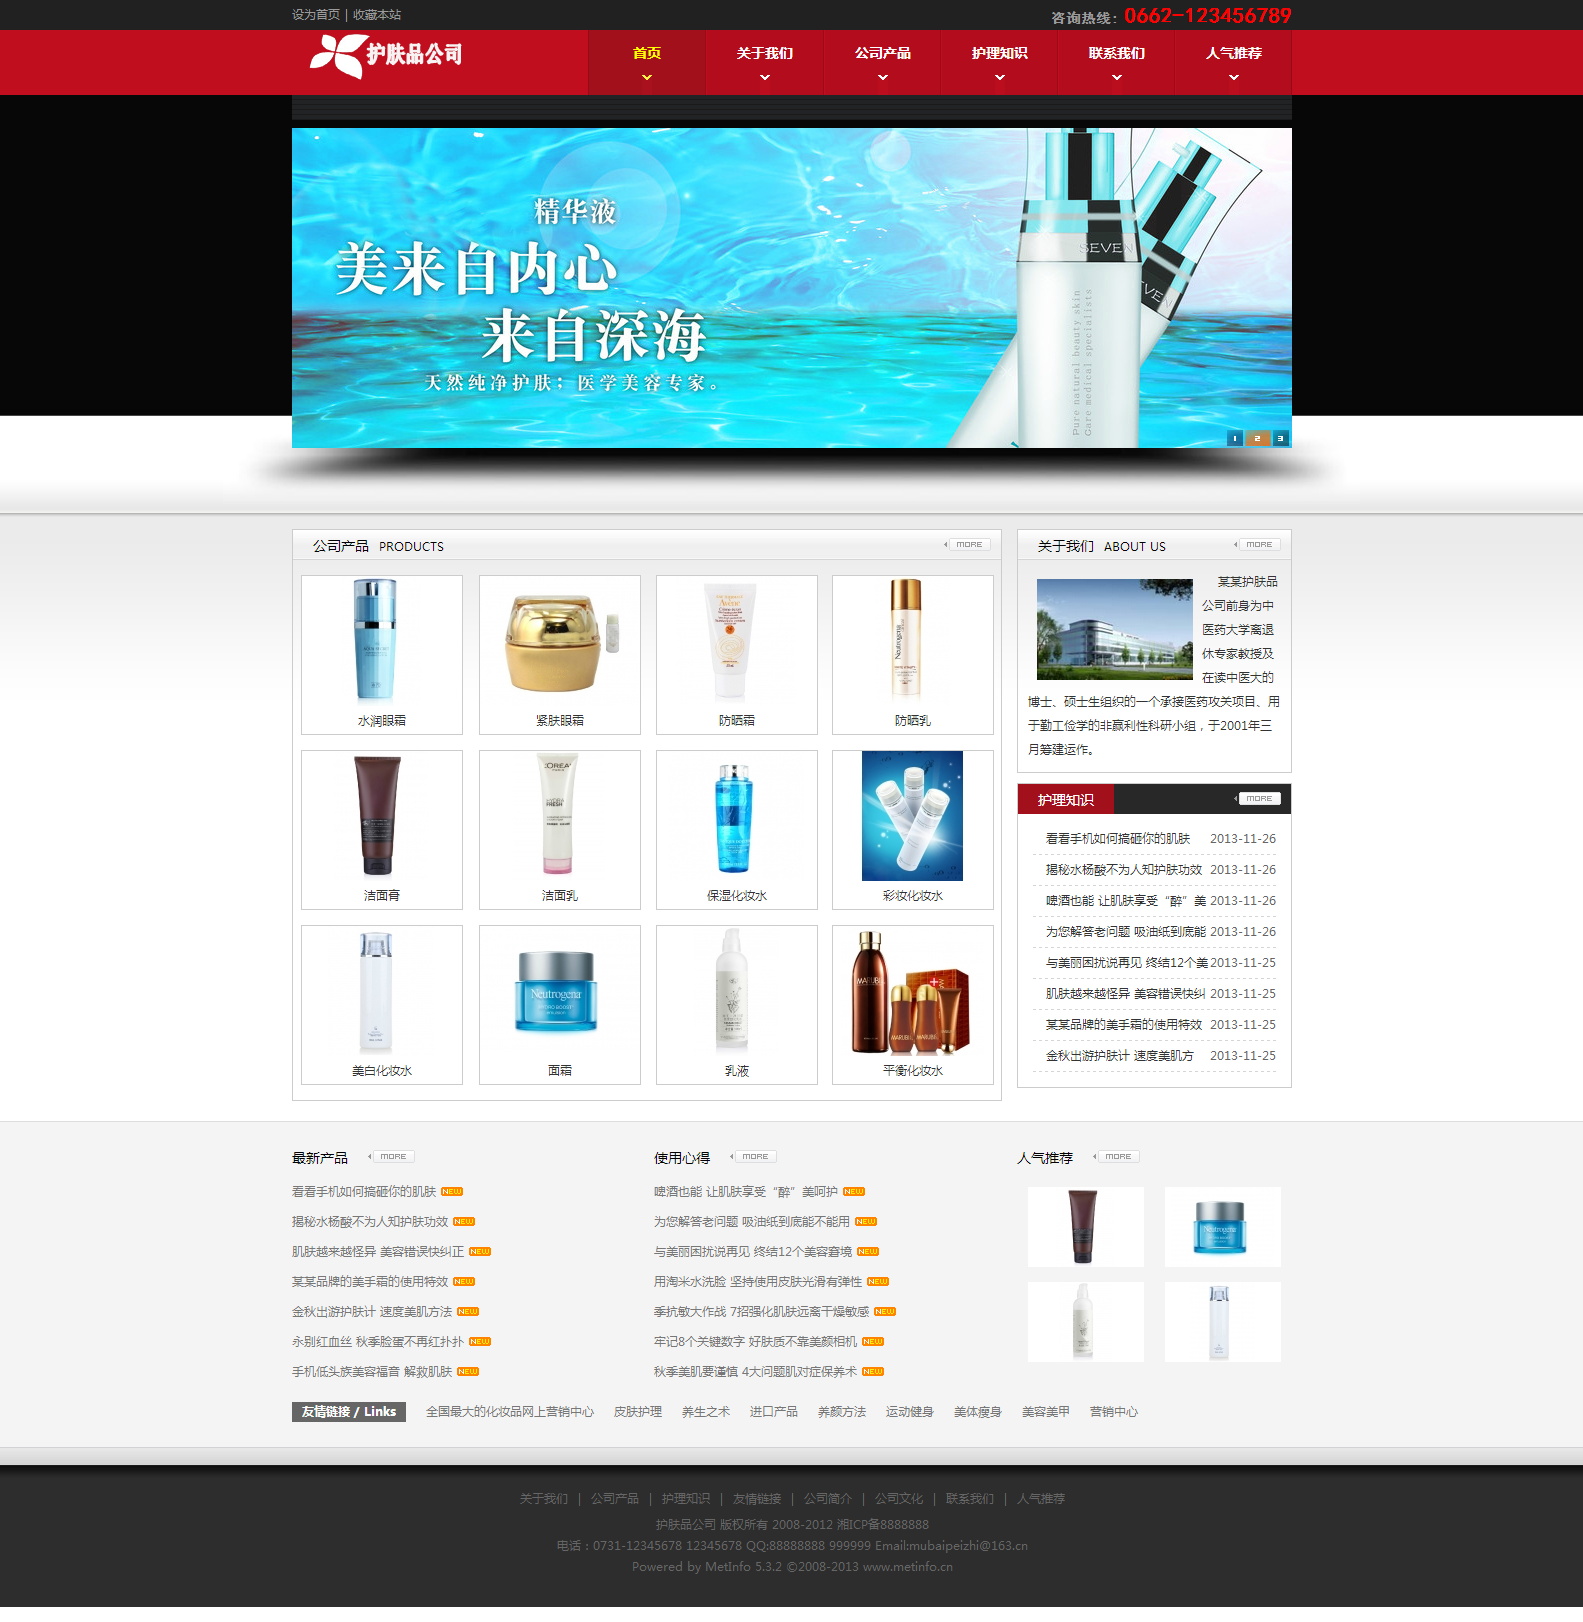 设为首页 | 收藏本站
咨询热线：0662-123456789
护肤品公司
首页 关于我们 公司产品 护理知识 联系我们 人气推荐
精华液
美来自内心
来自深海
天然纯净护肤；医学美容专家。
SEVEN
SEVEN
Pure natural beauty skin
Care medical specialists
1 2 3
公司产品 PRODUCTS MORE
水润眼霜 紧肤眼霜 防晒霜 防晒乳
洁面膏 洁面乳 保湿化妆水 彩妆化妆水
美白化妆水 面霜 乳液 平衡化妆水
关于我们 ABOUT US MORE
某某护肤品
公司前身为中
医药大学离退
休专家教授及
在读中医大的
博士、硕士生组织的一个承接医药攻关项目、用
于勤工俭学的非赢利性科研小组，于2001年三
月筹建运作。
护理知识 MORE
看看手机如何搞砸你的肌肤 2013-11-26
揭秘水杨酸不为人知护肤功效 2013-11-26
啤酒也能 让肌肤享受“醉”美 2013-11-26
为您解答老问题 吸油纸到底能 2013-11-26
与美丽困扰说再见 终结12个美 2013-11-25
肌肤越来越怪异 美容错误快纠 2013-11-25
某某品牌的美手霜的使用特效 2013-11-25
金秋出游护肤计 速度美肌方 2013-11-25
最新产品 MORE
看看手机如何搞砸你的肌肤 NEW
揭秘水杨酸不为人知护肤功效 NEW
肌肤越来越怪异 美容错误快纠正 NEW
某某品牌的美手霜的使用特效 NEW
金秋出游护肤计 速度美肌方法 NEW
永别红血丝 秋季脸蛋不再红扑扑 NEW
手机低头族美容福音 解救肌肤 NEW
使用心得 MORE
啤酒也能 让肌肤享受“醉”美呵护 NEW
为您解答老问题 吸油纸到底能不能用 NEW
与美丽困扰说再见 终结12个美容窘境 NEW
用淘米水洗脸 坚持使用皮肤光滑有弹性 NEW
季抗敏大作战 7招强化肌肤远离干燥敏感 NEW
牢记8个关键数字 好肤质不靠美颜相机 NEW
秋季美肌要谨慎 4大问题肌对症保养术 NEW
人气推荐 MORE
友情链接 / Links 全国最大的化妆品网上营销中心 皮肤护理 养生之术 进口产品 养颜方法 运动健身 美体瘦身 美容美甲 营销中心
关于我们 | 公司产品 | 护理知识 | 友情链接 | 公司简介 | 公司文化 | 联系我们 | 人气推荐
护肤品公司 版权所有 2008-2012 湘ICP备8888888
电话：0731-12345678 12345678 QQ:88888888 999999 Email:mubaipeizhi@163.cn
Powered by MetInfo 5.3.2 ©2008-2013 www.metinfo.cn